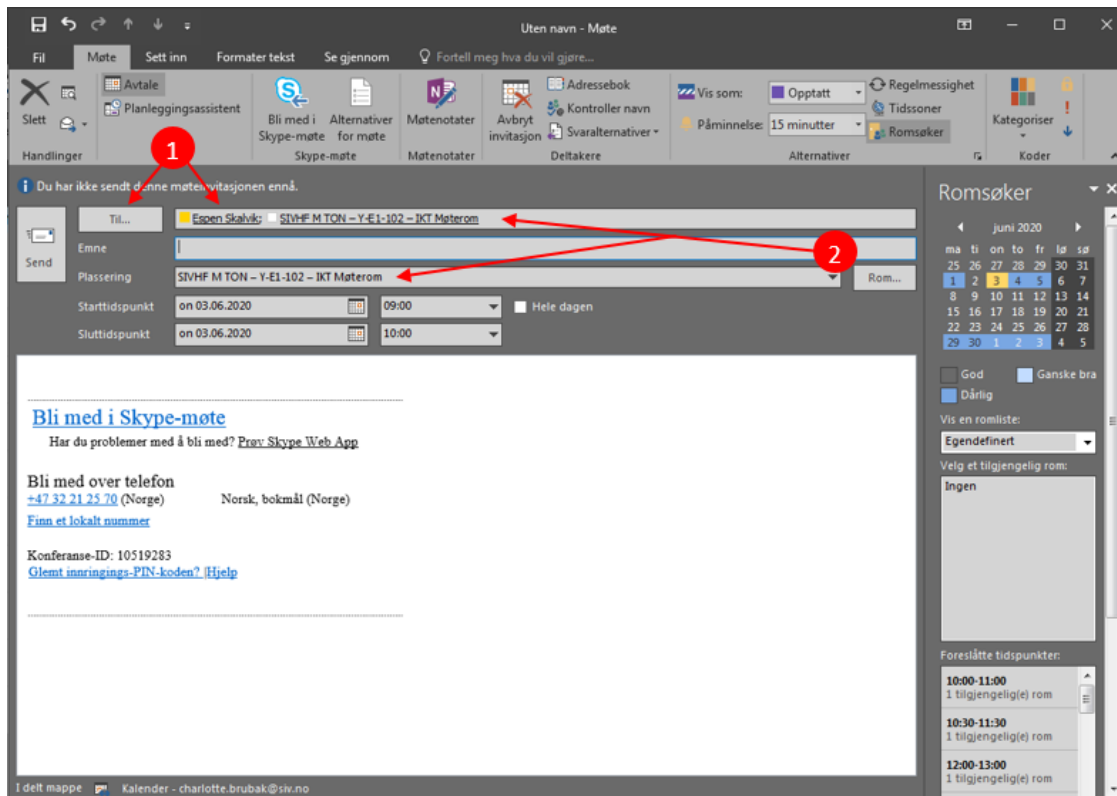 Uten navn - Møte
Fil Møte Sett inn Formater tekst Se gjennom Fortell meg hva du vil gjøre...
Slett
Handlinger
Avtale
Planleggingsassistent
Bli med i Skype-møte
Alternativer for møte
Skype-møte
Møtenotater
Møtenotater
Avbryt invitasjon
Adressebok
Kontroller navn
Svaralternativer
Deltakere
Vis som: Opptatt
Påminnelse: 15 minutter
Regelmessighet
Tidssoner
Romsøker
Alternativer
Kategoriser
Koder
1
Du har ikke sendt denne møteinvitasjonen ennå.
Send
Til... Espen Skalvik; SIVHF M TON – Y-E1-102 – IKT Møterom
2
Emne
Plassering SIVHF M TON – Y-E1-102 – IKT Møterom Rom...
Starttidspunkt on 03.06.2020 09:00 Hele dagen
Sluttidspunkt on 03.06.2020 10:00
Bli med i Skype-møte
Har du problemer med å bli med? Prøv Skype Web App
Bli med over telefon
+47 32 21 25 70 (Norge) Norsk, bokmål (Norge)
Finn et lokalt nummer
Konferanse-ID: 10519283
Glemt innringings-PIN-koden? |Hjelp
Romsøker
juni 2020
ma ti on to fr lø sø
25 26 27 28 29 30 31
1 2 3 4 5 6 7
8 9 10 11 12 13 14
15 16 17 18 19 20 21
22 23 24 25 26 27 28
29 30 1 2 3 4 5
God Ganske bra
Dårlig
Vis en romliste:
Egendefinert
Velg et tilgjengelig rom:
Ingen
Foreslåtte tidspunkter:
10:00-11:00
1 tilgjengelig(e) rom
10:30-11:30
1 tilgjengelig(e) rom
12:00-13:00
1 tilgjengelig(e) rom
I delt mappe Kalender - charlotte.brubak@siv.no